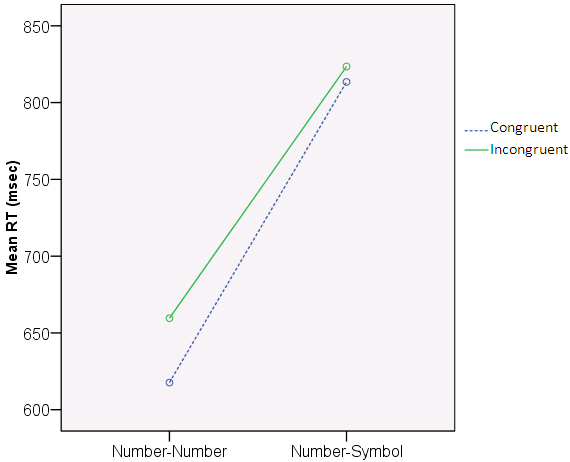 850
800
750
700
650
600
Mean RT (msec)
Number-Number
Number-Symbol
Congruent
Incongruent